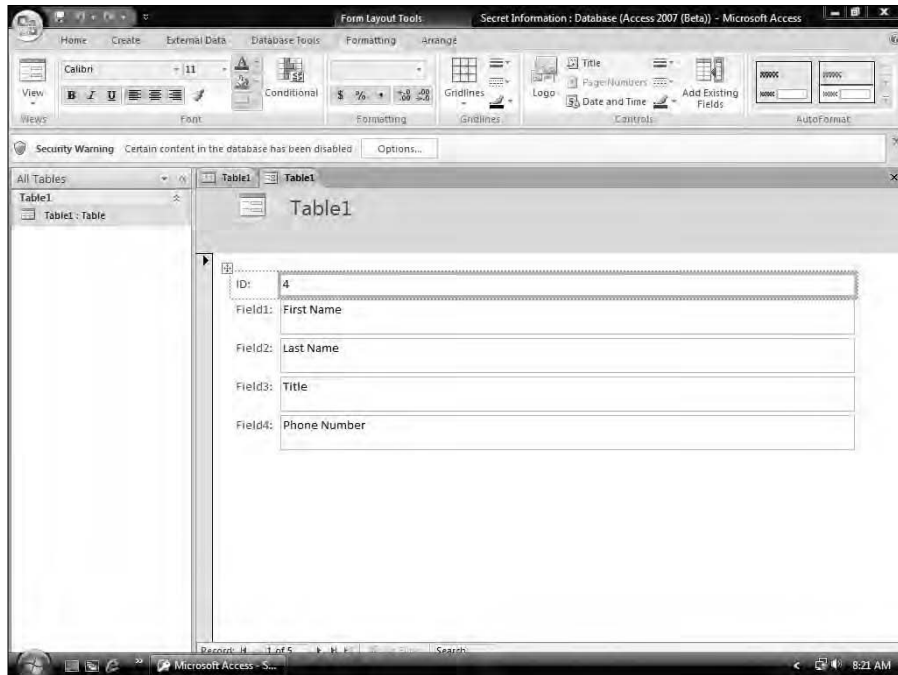 Form Layout Tools
Secret Information : Database (Access 2007 (Beta)) - Microsoft Access
Home Create External Data Database Tools Formatting Arrange
Calibri 11
View
B I U
Conditional
$ % ,
Gridlines
Logo
Title
Page Numbers
Date and Time
Add Existing Fields
Views Font Formatting Gridlines Controls AutoFormat
Security Warning Certain content in the database has been disabled Options...
All Tables
Table1
Table1 : Table
Table1 Table1
Table1
ID: 4
Field1: First Name
Field2: Last Name
Field3: Title
Field4: Phone Number
Record: 1 of 5 Search
Microsoft Access - S...
8:21 AM